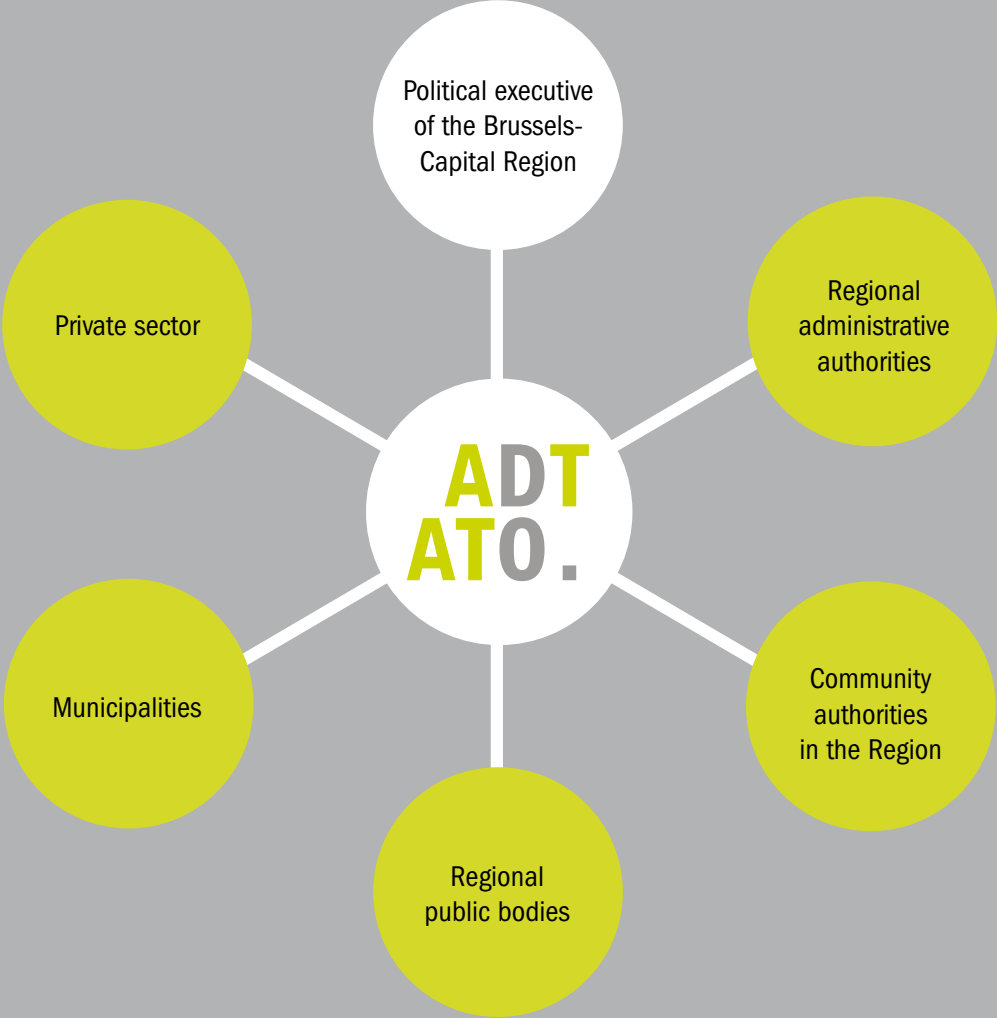 Political executive
of the Brussels-
Capital Region
Private sector
Regional
administrative
authorities
ADT
ATO.
Municipalities
Community
authorities
in the Region
Regional
public bodies